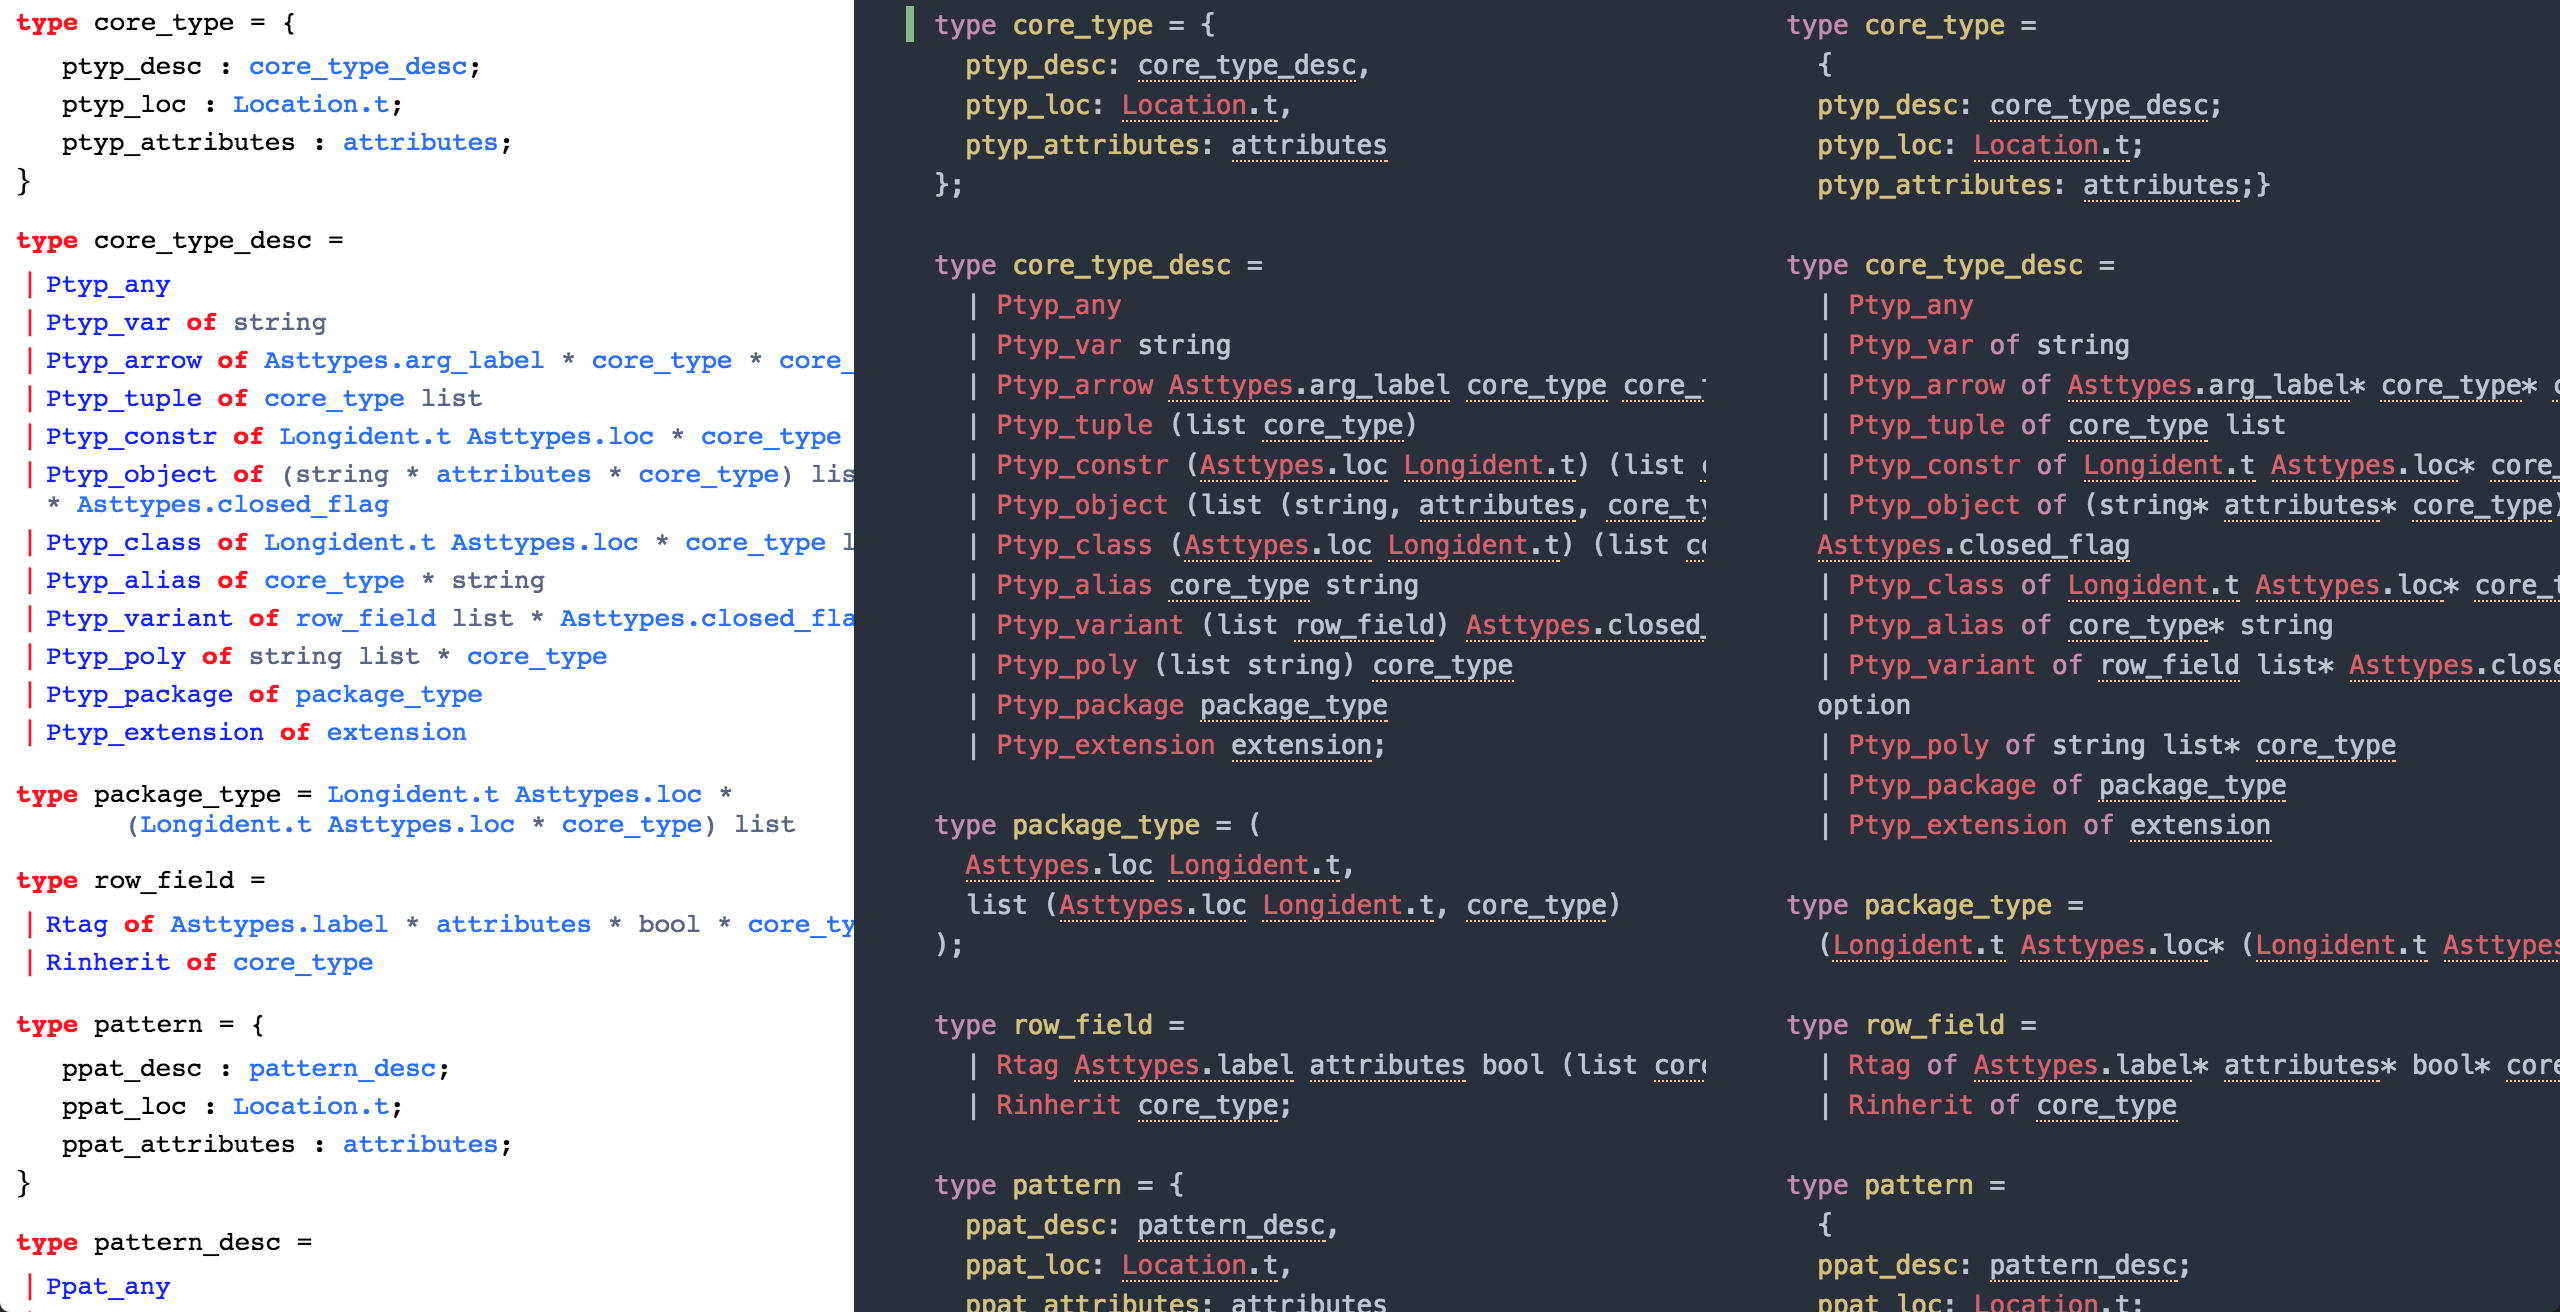 type core_type = {
ptyp_desc : core_type_desc;
ptyp_loc : Location.t;
ptyp_attributes : attributes;
}
type core_type_desc =
| Ptyp_any
| Ptyp_var of string
| Ptyp_arrow of Asttypes.arg_label * core_type * core_
| Ptyp_tuple of core_type list
| Ptyp_constr of Longident.t Asttypes.loc * core_type
| Ptyp_object of (string * attributes * core_type) lis
* Asttypes.closed_flag
| Ptyp_class of Longident.t Asttypes.loc * core_type l
| Ptyp_alias of core_type * string
| Ptyp_variant of row_field list * Asttypes.closed_fla
| Ptyp_poly of string list * core_type
| Ptyp_package of package_type
| Ptyp_extension of extension
type package_type = Longident.t Asttypes.loc *
(Longident.t Asttypes.loc * core_type) list
type row_field =
| Rtag of Asttypes.label * attributes * bool * core_ty
| Rinherit of core_type
type pattern = {
ppat_desc : pattern_desc;
ppat_loc : Location.t;
ppat_attributes : attributes;
}
type pattern_desc =
| Ppat_any
type core_type = {
ptyp_desc: core_type_desc,
ptyp_loc: Location.t,
ptyp_attributes: attributes
};
type core_type_desc =
| Ptyp_any
| Ptyp_var string
| Ptyp_arrow Asttypes.arg_label core_type core_
| Ptyp_tuple (list core_type)
| Ptyp_constr (Asttypes.loc Longident.t) (list
| Ptyp_object (list (string, attributes, core_ty
| Ptyp_class (Asttypes.loc Longident.t) (list co
| Ptyp_alias core_type string
| Ptyp_variant (list row_field) Asttypes.closed_
| Ptyp_poly (list string) core_type
| Ptyp_package package_type
| Ptyp_extension extension;
type package_type = (
Asttypes.loc Longident.t,
list (Asttypes.loc Longident.t, core_type)
);
type row_field =
| Rtag Asttypes.label attributes bool (list core
| Rinherit core_type;
type pattern = {
ppat_desc: pattern_desc,
ppat_loc: Location.t,
ppat_attributes: attributes
type core_type =
{
ptyp_desc: core_type_desc;
ptyp_loc: Location.t;
ptyp_attributes: attributes;}
type core_type_desc =
| Ptyp_any
| Ptyp_var of string
| Ptyp_arrow of Asttypes.arg_label* core_type* c
| Ptyp_tuple of core_type list
| Ptyp_constr of Longident.t Asttypes.loc* core_
| Ptyp_object of (string* attributes* core_type)
Asttypes.closed_flag
| Ptyp_class of Longident.t Asttypes.loc* core_t
| Ptyp_alias of core_type* string
| Ptyp_variant of row_field list* Asttypes.close
option
| Ptyp_poly of string list* core_type
| Ptyp_package of package_type
| Ptyp_extension of extension
type package_type =
(Longident.t Asttypes.loc* (Longident.t Asttypes
type row_field =
| Rtag of Asttypes.label* attributes* bool* core
| Rinherit of core_type
type pattern =
{
ppat_desc: pattern_desc;
ppat_loc: Location.t;